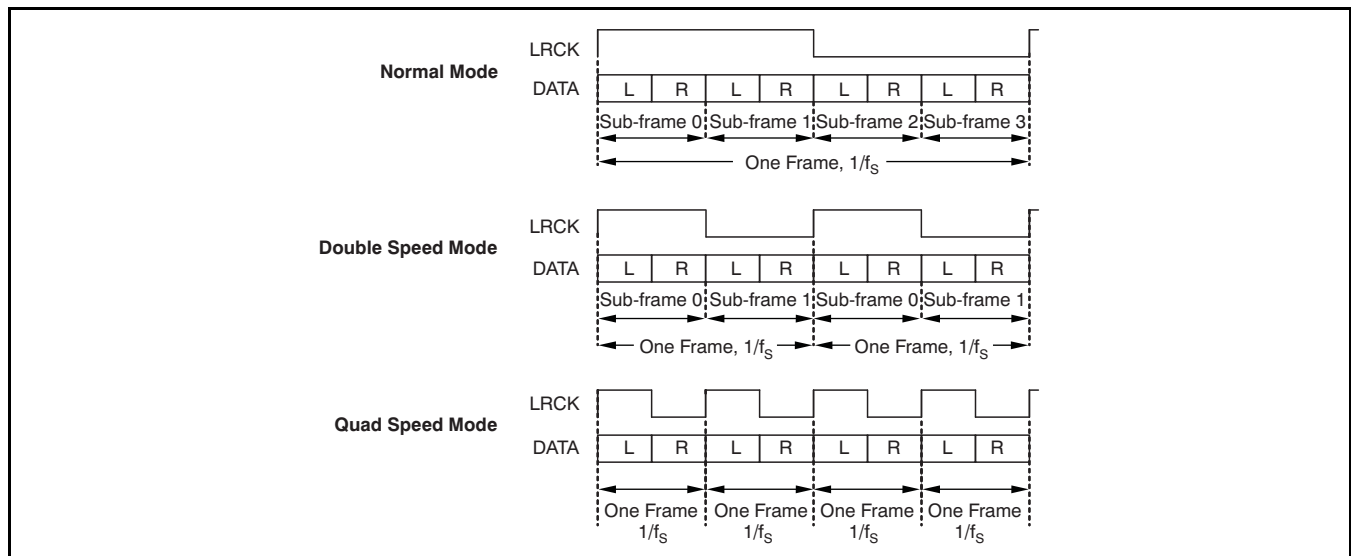 LRCK
Normal Mode
DATA L R L R L R L R
Sub-frame 0 Sub-frame 1 Sub-frame 2 Sub-frame 3
One Frame, 1/fS
LRCK
Double Speed Mode
DATA L R L R L R L R
Sub-frame 0 Sub-frame 1 Sub-frame 0 Sub-frame 1
One Frame, 1/fS One Frame, 1/fS
LRCK
Quad Speed Mode
DATA L R L R L R L R
One Frame One Frame One Frame One Frame
1/fS 1/fS 1/fS 1/fS